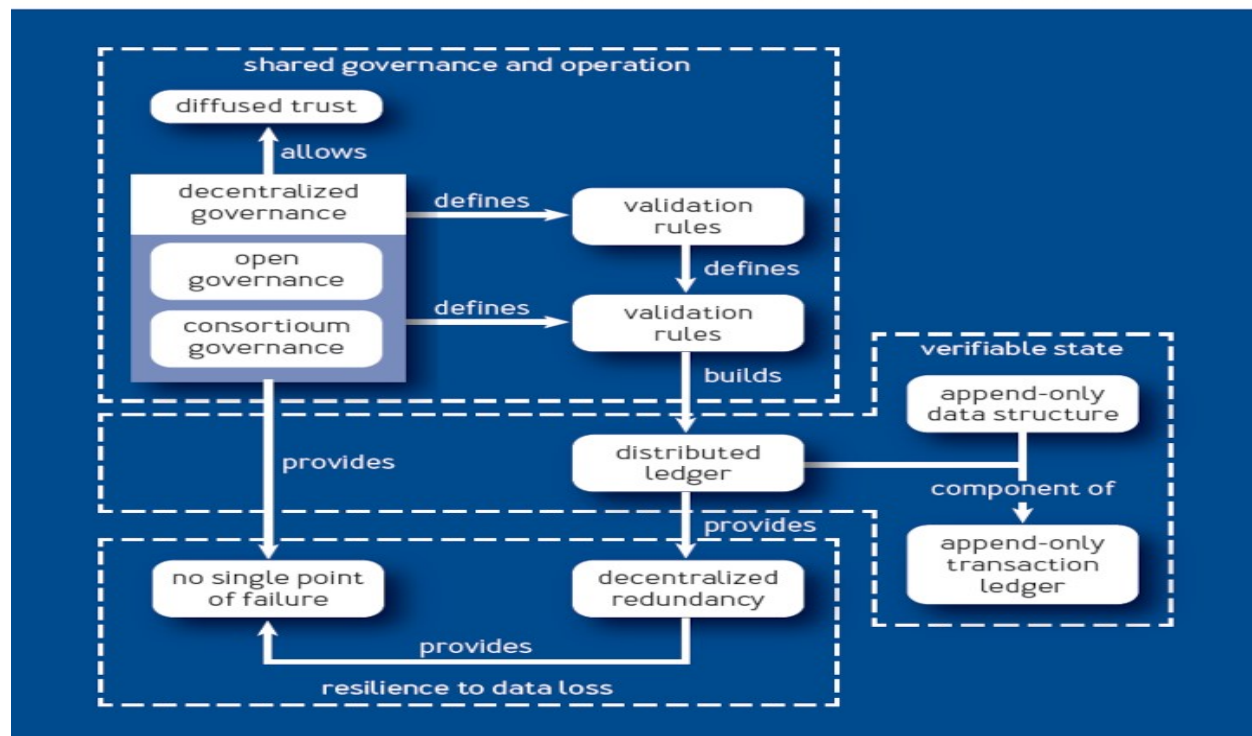 shared governance and operation
diffused trust
allows
decentralized
governance
open
governance
consortioum
governance
defines
validation
rules
defines
defines
validation
rules
builds
verifiable state
append-only
data structure
provides
distributed
ledger
component of
append-only
transaction
ledger
provides
no single point
of failure
decentralized
redundancy
provides
resilience to data loss